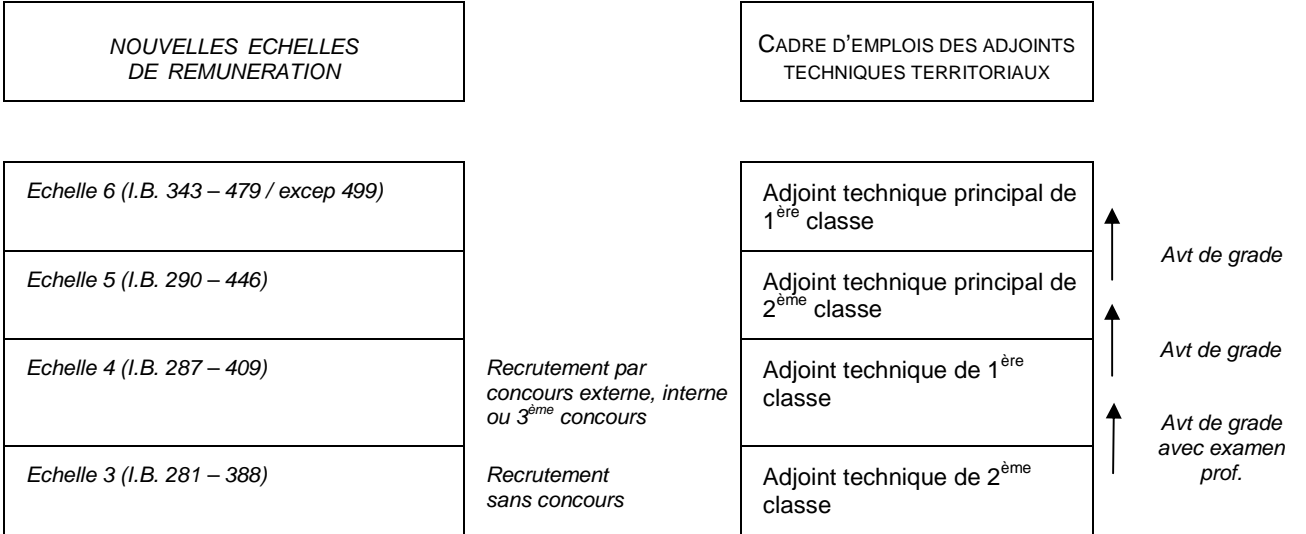 NOUVELLES ECHELLES
DE REMUNERATION
CADRE D'EMPLOIS DES ADJOINTS
TECHNIQUES TERRITORIAUX
Echelle 6 (I.B. 343 – 479 / excep 499)
Adjoint technique principal de
1ère classe
Avt de grade
Echelle 5 (I.B. 290 – 446)
Adjoint technique principal de
2ème classe
Avt de grade
Echelle 4 (I.B. 287 – 409)
Recrutement par
concours externe, interne
ou 3ème concours
Adjoint technique de 1ère
classe
Avt de grade
avec examen
prof.
Echelle 3 (I.B. 281 – 388)
Recrutement
sans concours
Adjoint technique de 2ème
classe